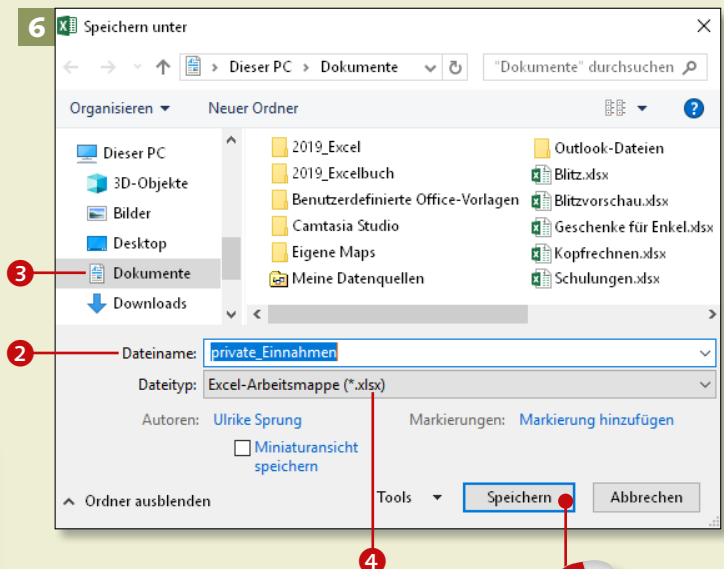 6 Speichern unter
Dieser PC > Dokumente "Dokumente" durchsuchen
Organisieren Neuer Ordner ?
Dieser PC
3D-Objekte
Bilder
Desktop
3 Dokumente
Downloads
2019_Excel
2019_Excelbuch
Benutzerdefinierte Office-Vorlagen
Camtasia Studio
Eigene Maps
Meine Datenquellen
Outlook-Dateien
Blitz.xlsx
Blitzvorschau.xlsx
Geschenke für Enkel.xlsx
Kopfrechnen.xlsx
Schulungen.xlsx
2 Dateiname: private_Einnahmen
Dateityp: Excel-Arbeitsmappe (*.xlsx)
Autoren: Ulrike Sprung Markierungen: Markierung hinzufügen
Miniaturansicht
speichern
Ordner ausblenden Tools Speichern Abbrechen
4